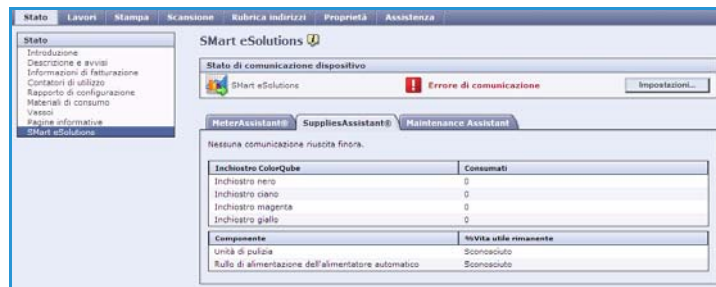 Stato Lavori Stampa Scansione Rubrica indirizzi Proprietà Assistenza
Stato
Introduzione
Descrizione e avvisi
Informazioni di fatturazione
Contatori di utilizzo
Rapporto di configurazione
Materiali di consumo
Vassoi
Pagine informative
SMart eSolutions
SMart eSolutions
Stato di comunicazione dispositivo
SMart eSolutions Errore di comunicazione Impostazioni...
MeterAssistant® SuppliesAssistant® Maintenance Assistant
Nessuna comunicazione riuscita finora.
Inchiostro ColorQube Consumati
Inchiostro nero 0
Inchiostro ciano 0
Inchiostro magenta 0
Inchiostro giallo 0
Componente %Vita utile rimanente
Unità di pulizia Sconosciuto
Rullo di alimentazione dell'alimentatore automatico Sconosciuto